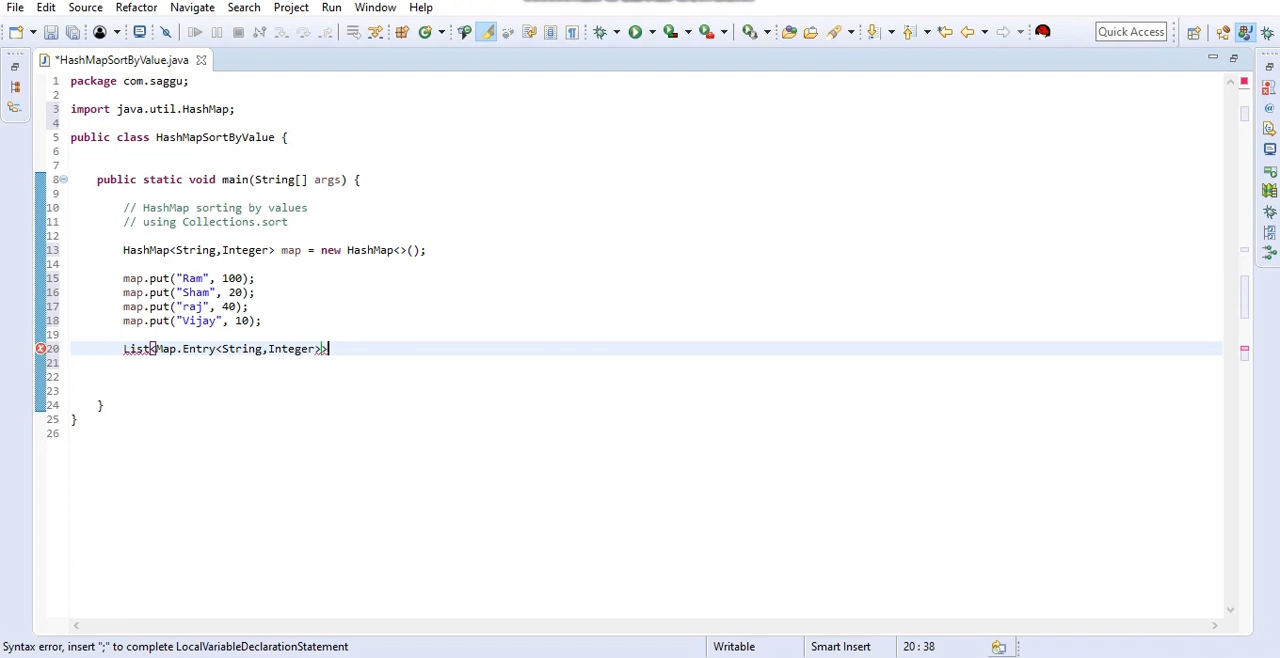 File Edit Source Refactor Navigate Search Project Run Window Help
Quick Access
*HashMapSortByValue.java
1 package com.saggu;
2
3 import java.util.HashMap;
4
5 public class HashMapSortByValue {
6
7
8 public static void main(String[] args) {
9
10 // HashMap sorting by values
11 // using Collections.sort
12
13 HashMap<String,Integer> map = new HashMap<>();
14
15 map.put("Ram", 100);
16 map.put("Sham", 20);
17 map.put("raj", 40);
18 map.put("Vijay", 10);
19
20 List<Map.Entry<String,Integer>>
21
22
23
24 }
25 }
26
Syntax error, insert ";" to complete LocalVariableDeclarationStatement Writable Smart Insert 20 : 38